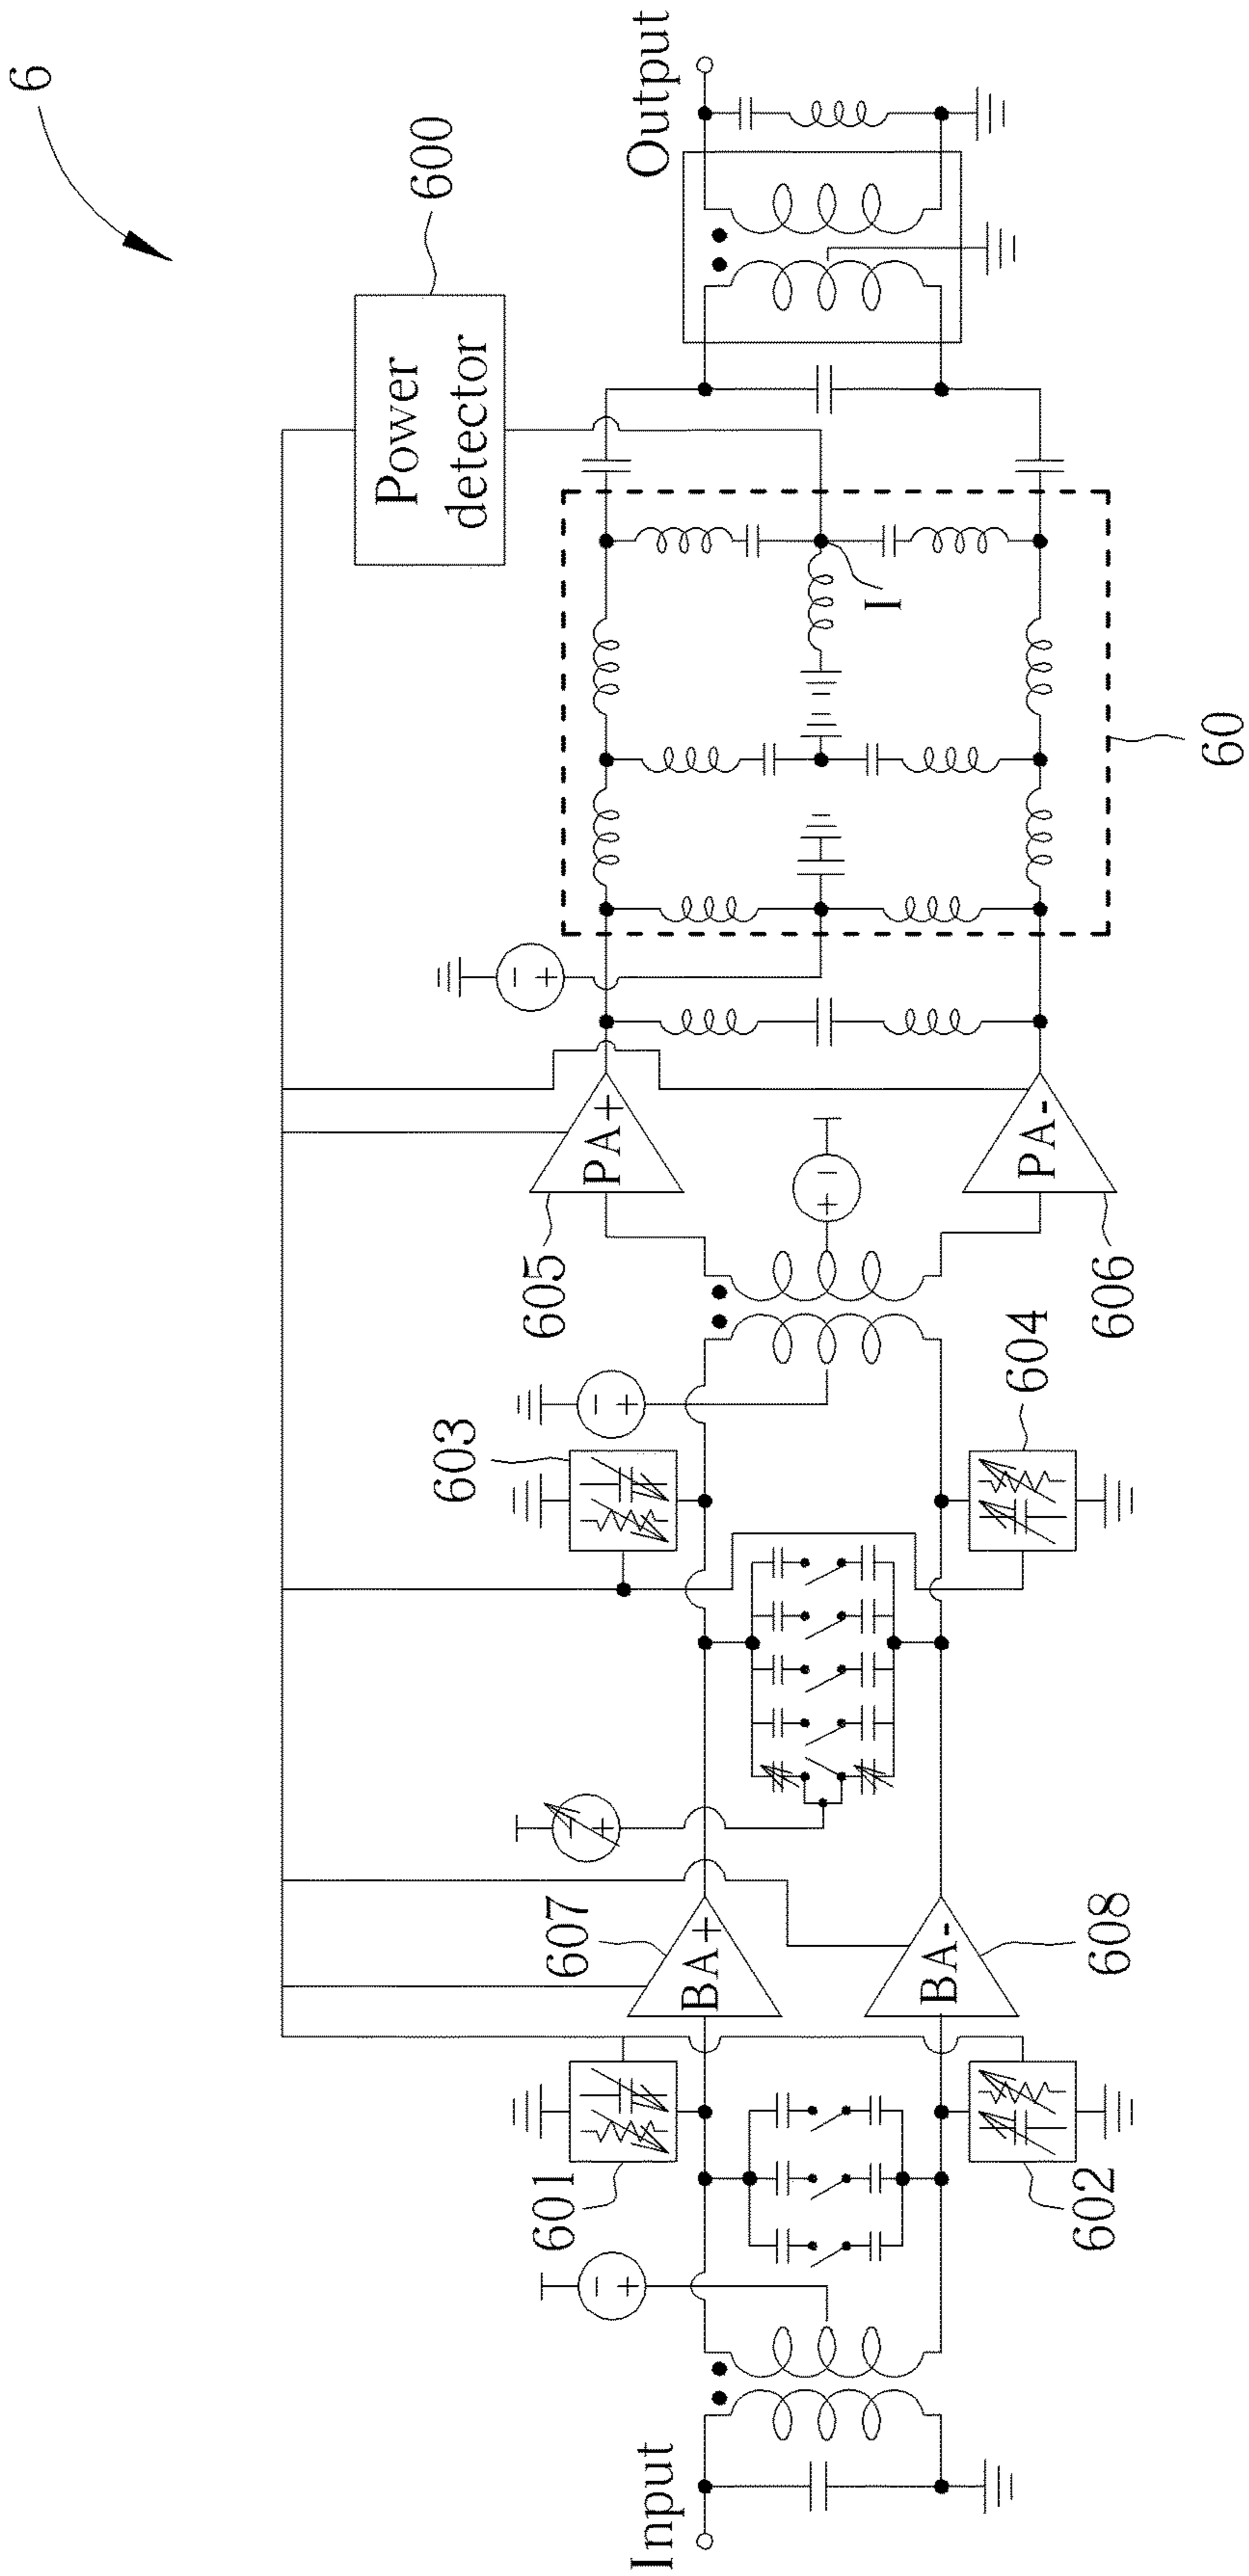 6
Output
600
Power
detector
I
60
PA+
PA-
605
606
603
604
607
BA+
BA-
608
601
602
Input